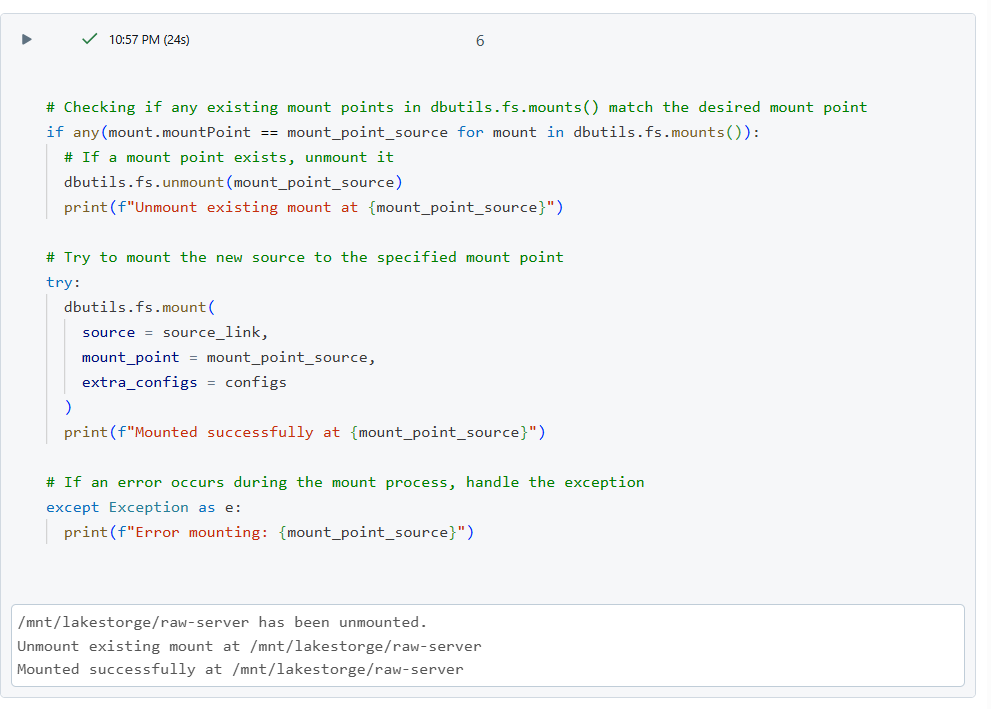 10:57 PM (24s)
6
# Checking if any existing mount points in dbutils.fs.mounts() match the desired mount point
if any(mount.mountPoint == mount_point_source for mount in dbutils.fs.mounts()):
# If a mount point exists, unmount it
dbutils.fs.unmount(mount_point_source)
print(f"Unmount existing mount at {mount_point_source}")
# Try to mount the new source to the specified mount point
try:
dbutils.fs.mount(
source = source_link,
mount_point = mount_point_source,
extra_configs = configs
)
print(f"Mounted successfully at {mount_point_source}")
# If an error occurs during the mount process, handle the exception
except Exception as e:
print(f"Error mounting: {mount_point_source}")
/mnt/lakestorge/raw-server has been unmounted.
Unmount existing mount at /mnt/lakestorge/raw-server
Mounted successfully at /mnt/lakestorge/raw-server